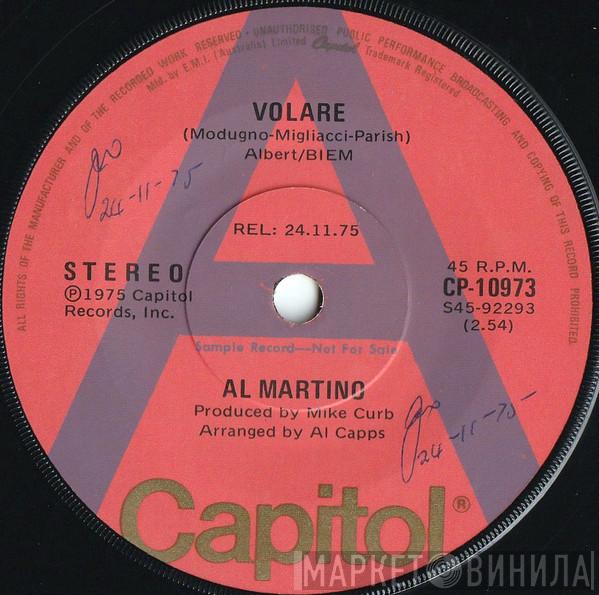 ALL RIGHTS OF THE MANUFACTURER AND OF THE RECORDED WORK RESERVED · UNAUTHORISED PUBLIC PERFORMANCE BROADCASTING AND COPYING OF THIS RECORD PROHIBITED.
Mfd. by E.M.I. (Australia) Limited Capitol Trademark Registered
VOLARE
(Modugno-Migliacci-Parish)
Albert/BIEM
24-11-75
REL: 24.11.75
STEREO
℗1975 Capitol
Records, Inc.
45 R.P.M.
CP-10973
S45-92293
(2.54)
Sample Record—Not For Sale
A
AL MARTINO
Produced by Mike Curb
Arranged by Al Capps
24-11-75-
Capitol®
МАРКЕТ ВИНИЛА